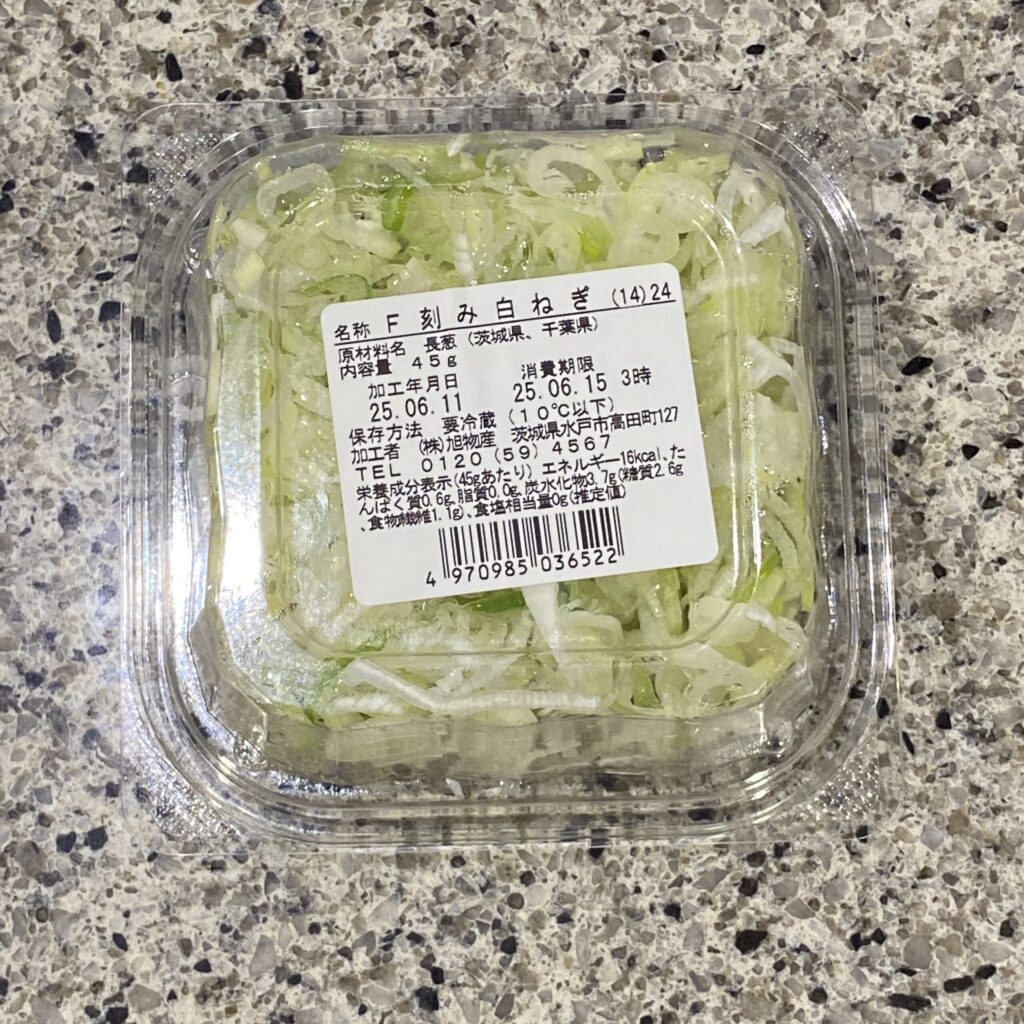 名称 F 刻み白ねぎ (14)24
原材料名 長葱 (茨城県、千葉県)
内容量 45g
加工年月日 消費期限
25.06.11 25.06.15 3時
保存方法 要冷蔵 (10℃以下)
加工者 (株)旭物産 茨城県水戸市高田町127
TEL 0120(59)4567
栄養成分表示(45gあたり) エネルギー16kcal、た
んぱく質0.6g、脂質0.0g、炭水化物3.7g(糖質2.6g
、食物繊維1.1g)、食塩相当量0g(推定値)
4 970985 036522